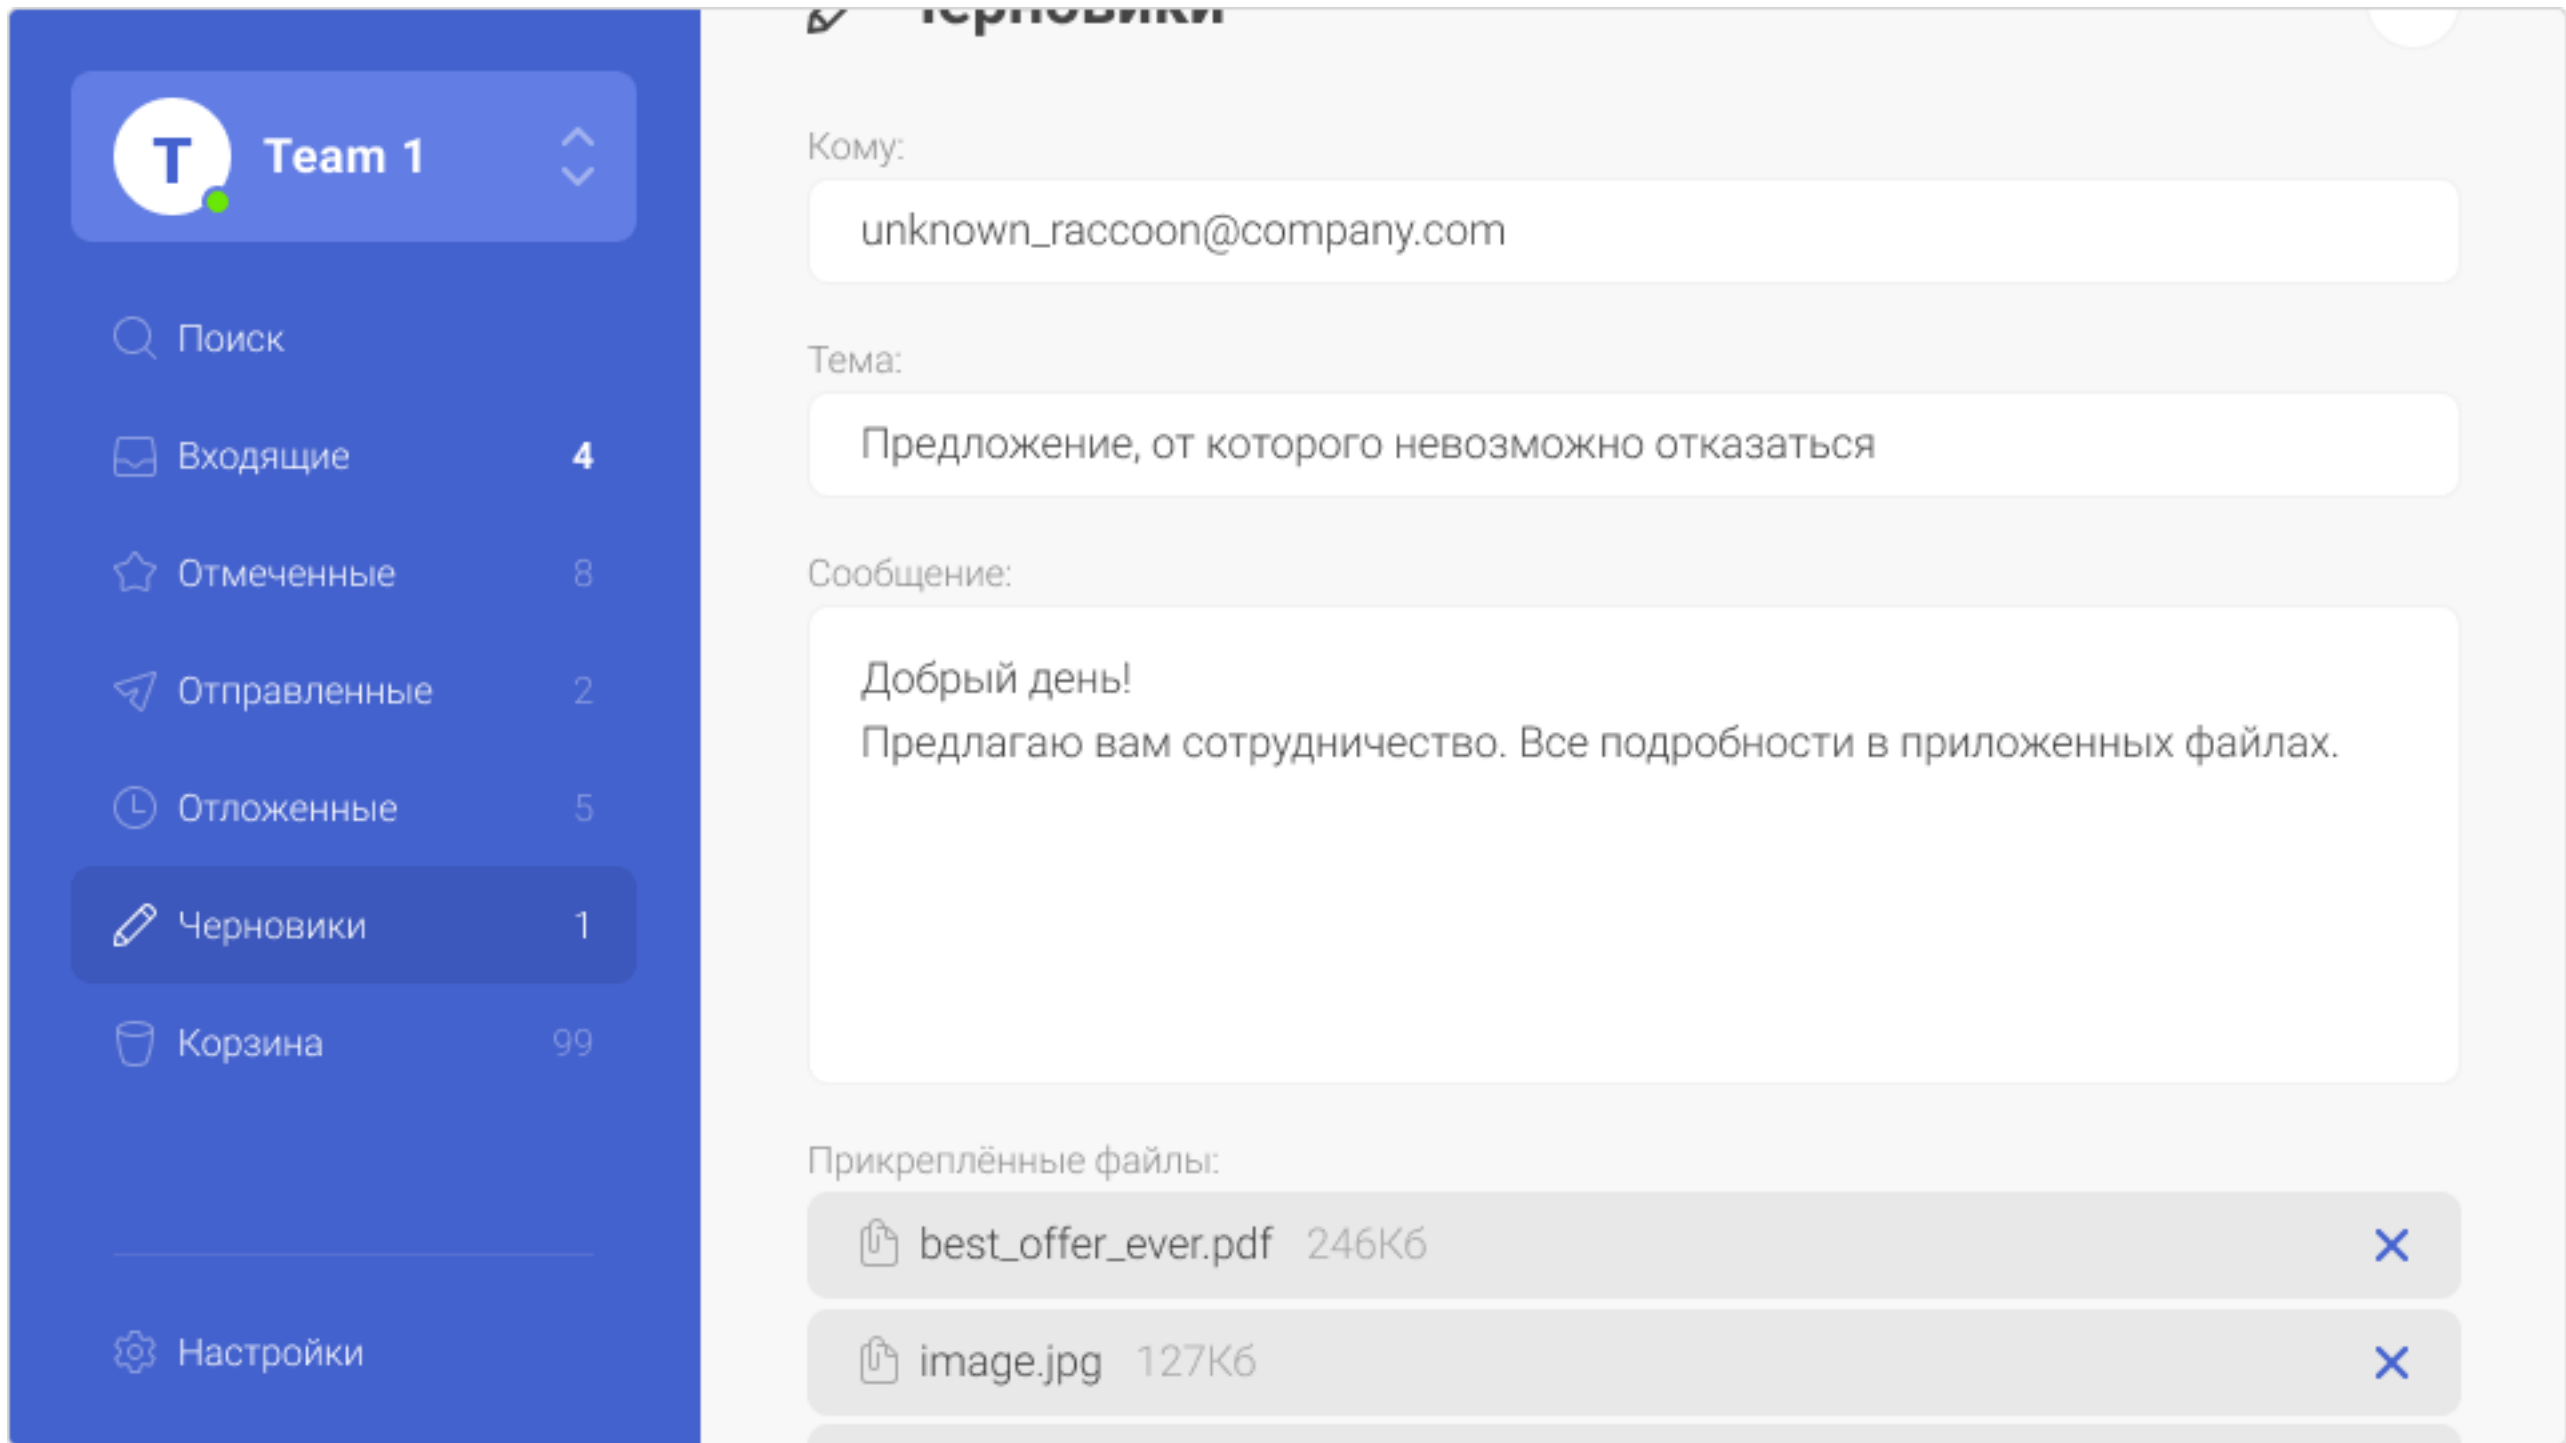 T
Team 1
Поиск
Входящие 4
Отмеченные 8
Отправленные 2
Отложенные 5
Черновики 1
Корзина 99
Настройки
Черновики
Кому:
unknown_raccoon@company.com
Тема:
Предложение, от которого невозможно отказаться
Сообщение:
Добрый день!
Предлагаю вам сотрудничество. Все подробности в приложенных файлах.
Прикреплённые файлы:
best_offer_ever.pdf 246Кб
image.jpg 127Кб